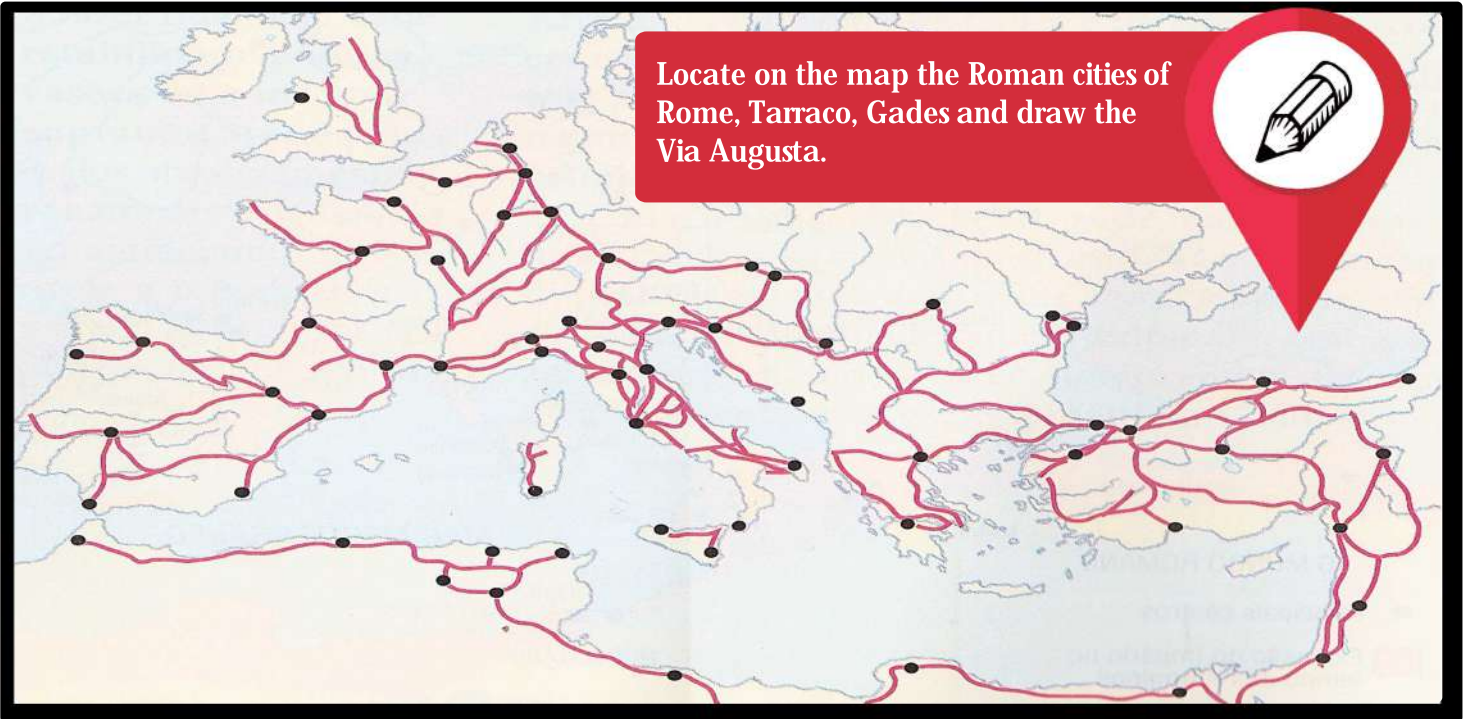 Locate on the map the Roman cities of
Rome, Tarraco, Gades and draw the
Via Augusta.